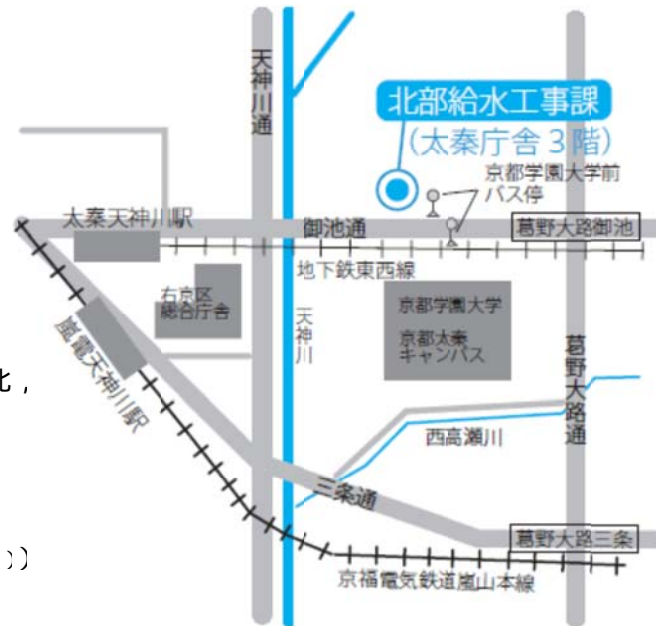 天神川通
北部給水工事課
(太秦庁舎3階)
京都学園大学前
バス停
太秦天神川駅
御池通
葛野大路御池
地下鉄東西線
右京区
総合庁舎
天神川
京都学園大学
京都太秦
キャンパス
嵐電天神川駅
葛野大路通
西高瀬川
三条通
葛野大路三条
京福電気鉄道嵐山本線